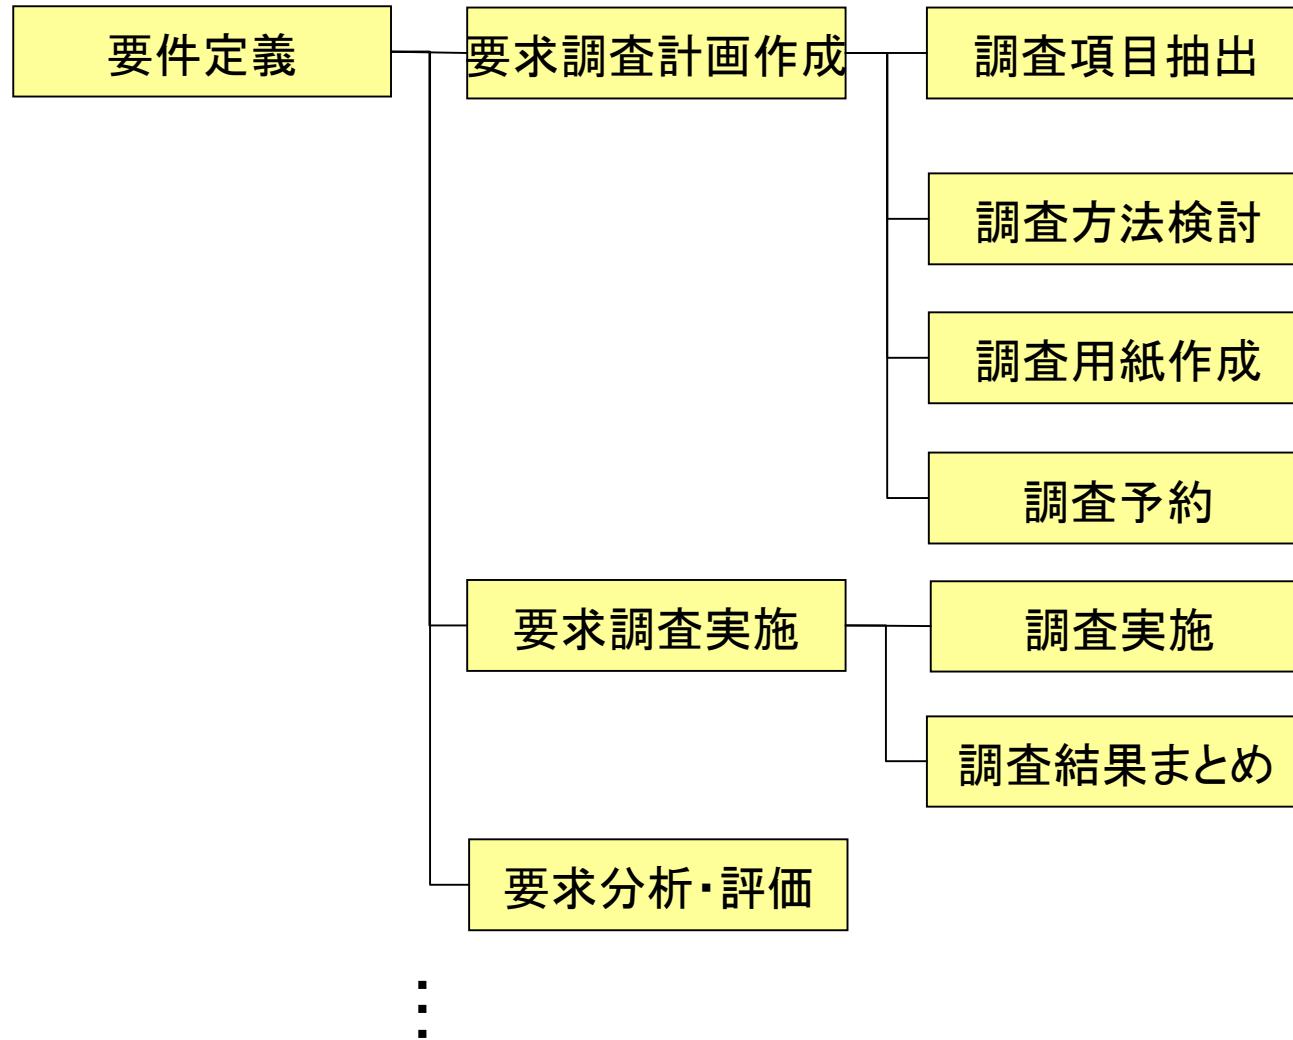 要件定義
要求調査計画作成
調査項目抽出
調査方法検討
調査用紙作成
調査予約
要求調査実施
調査実施
調査結果まとめ
要求分析・評価
⋮